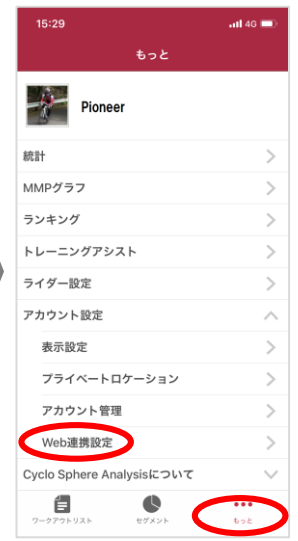 15:29
4G
もっと
Pioneer
統計
MMPグラフ
ランキング
トレーニングアシスト
ライダー設定
アカウント設定
表示設定
プライベートロケーション
アカウント管理
Web連携設定
Cyclo Sphere Analysisについて
ワークアウトリスト
セグメント
もっと